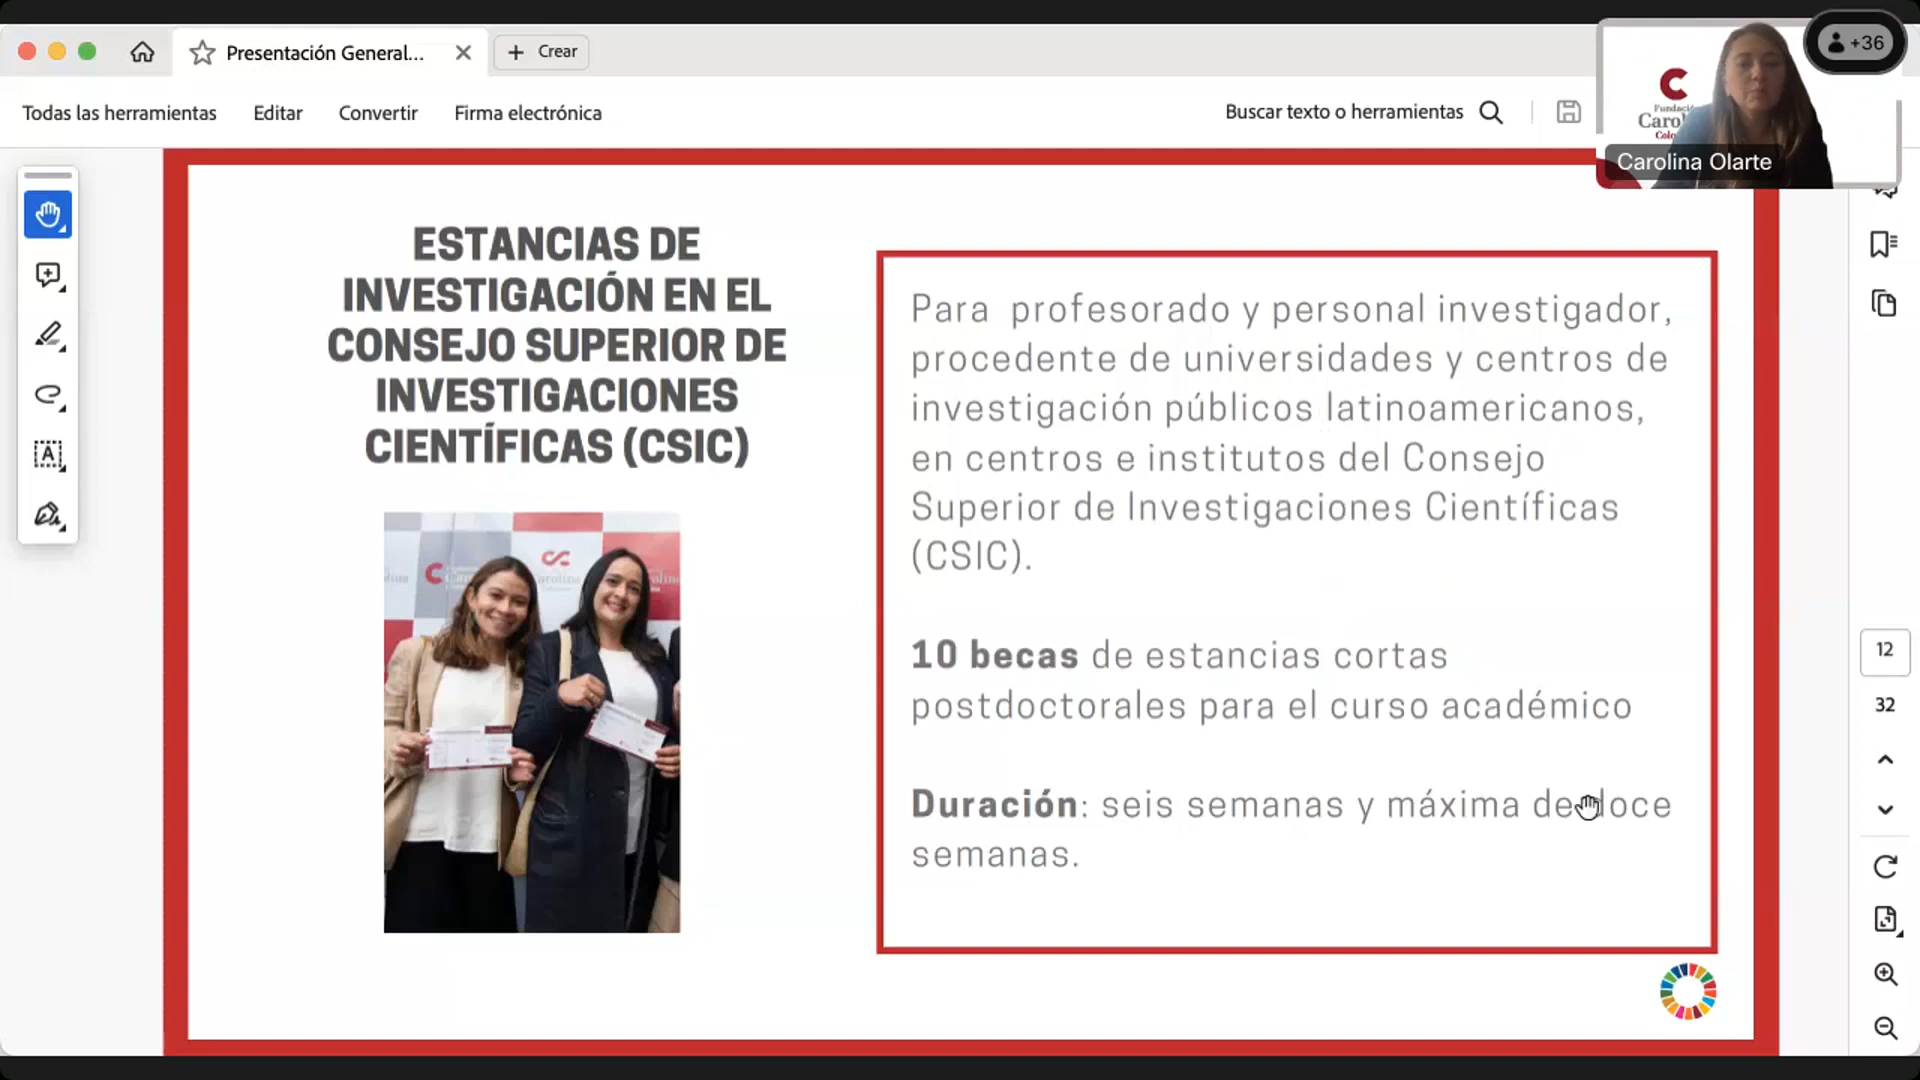 Presentación General...
Crear
+36
Todas las herramientas
Editar
Convertir
Firma electrónica
Buscar texto o herramientas
Carolina Olarte
ESTANCIAS DE
INVESTIGACIÓN EN EL
CONSEJO SUPERIOR DE
INVESTIGACIONES
CIENTÍFICAS (CSIC)
Para profesorado y personal investigador,
procedente de universidades y centros de
investigación públicos latinoamericanos,
en centros e institutos del Consejo
Superior de Investigaciones Científicas
(CSIC).
10 becas de estancias cortas
postdoctorales para el curso académico
Duración: seis semanas y máxima de doce
semanas.
12
32